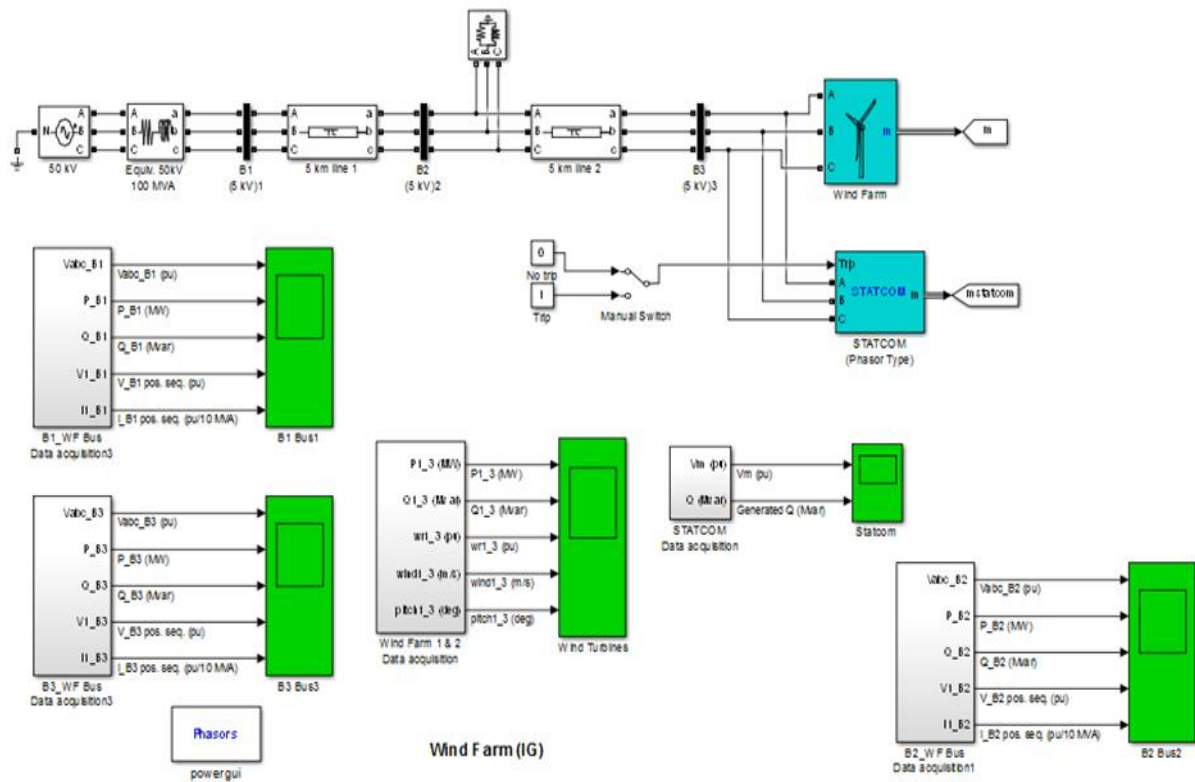 A
B
C
N
A
B
C
50 kV
A
B
C
a
b
c
Equiv. 50kV
100 MVA
B1
(5 kV)1
A
B
C
a
b
c
5 km line 1
B2
(5 kV)2
A
B
C
a
b
c
5 km line 2
B3
(5 kV)3
A
B
C
m
Wind Farm
m
0
No trip
1
Trip
Manual Switch
Trip
A
B
C
STATCOM
m
STATCOM
(Phasor Type)
mstatcom
Vabc_B1
P_B1
Q_B1
V1_B1
I1_B1
Vabc_B1 (pu)
P_B1 (MW)
Q_B1 (Mvar)
V_B1 pos. seq. (pu)
I_B1 pos. seq. (pu/10 MVA)
B1_WF Bus
Data acquisition3
B1 Bus1
Vabc_B3
P_B3
Q_B3
V1_B3
I1_B3
Vabc_B3 (pu)
P_B3 (MW)
Q_B3 (Mvar)
V_B3 pos. seq. (pu)
I_B3 pos. seq. (pu/10 MVA)
B3_WF Bus
Data acquisition3
B3 Bus3
P1_3 (MW)
Q1_3 (Mvar)
wr1_3 (pu)
wind1_3 (m/s)
pitch1_3 (deg)
P1_3 (MW)
Q1_3 (Mvar)
wr1_3 (pu)
wind1_3 (m/s)
pitch1_3 (deg)
Wind Farm 1 & 2
Data acquisition
Wind Turbines
Vm (pu)
Q (Mvar)
Vm (pu)
Generated Q (Mvar)
STATCOM
Data acquisition
Statcom
Vabc_B2
P_B2
Q_B2
V1_B2
I1_B2
Vabc_B2 (pu)
P_B2 (MW)
Q_B2 (Mvar)
V_B2 pos. seq. (pu)
I_B2 pos. seq. (pu/10 MVA)
B2_WF Bus
Data acquisition1
B2 Bus2
Phasors
powergui
Wind Farm (IG)